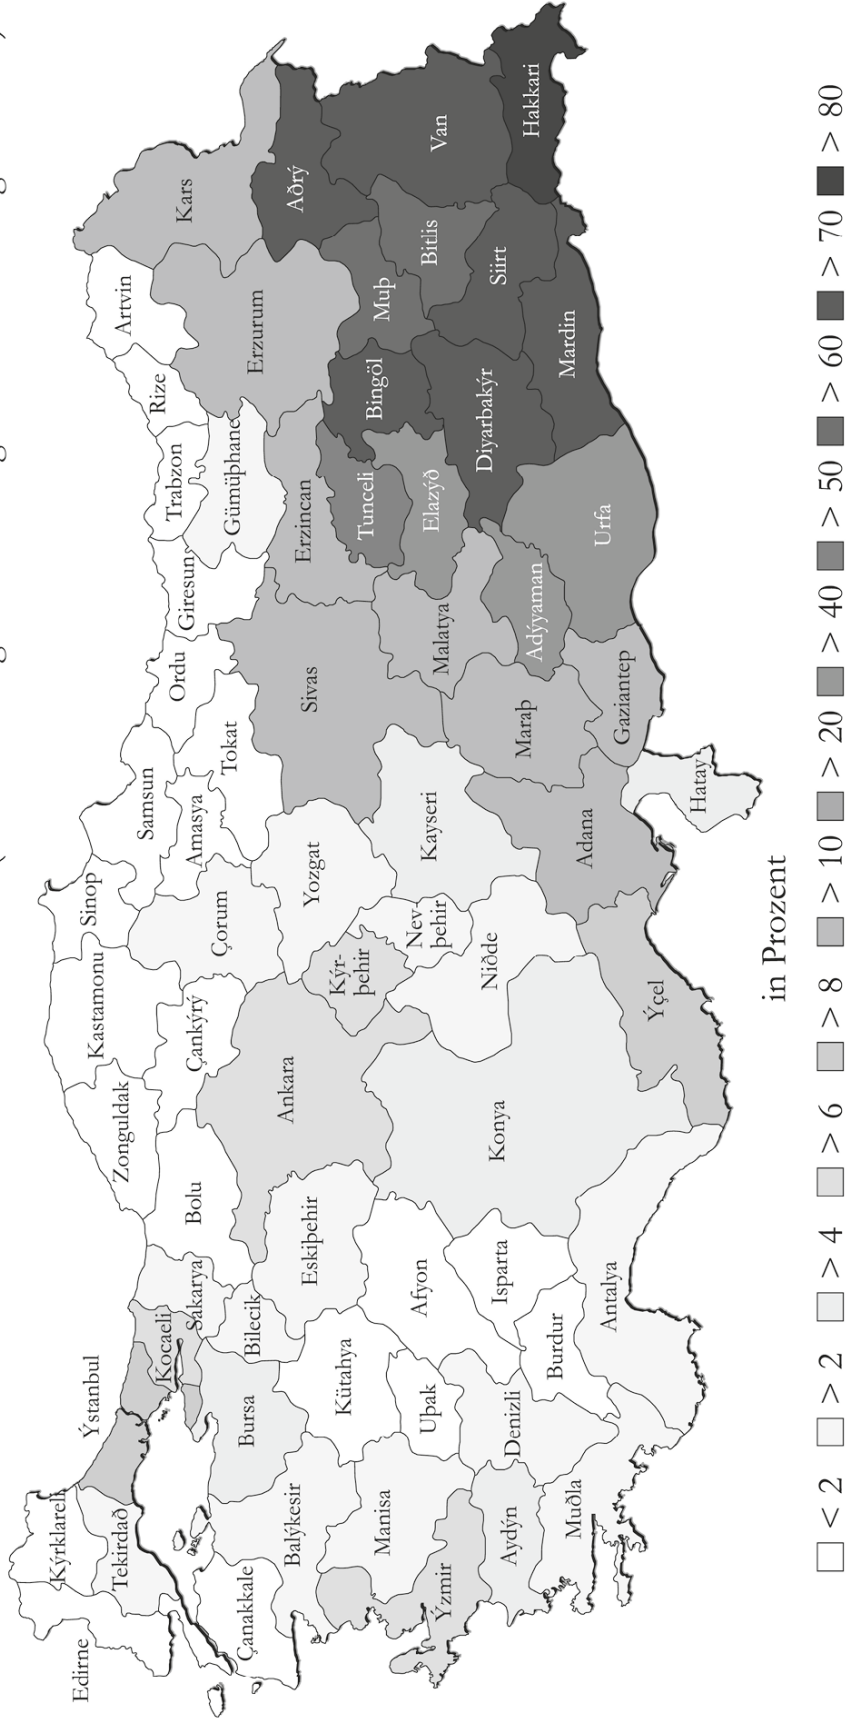 Edirne
Kýrklareli
Tekirdað
Ýstanbul
Çanakkale
Balýkesir
Bursa
Kocaeli
Sakarya
Bilecik
Bolu
Zonguldak
Kastamonu
Çankýrý
Sinop
Çorum
Samsun
Amasya
Tokat
Ordu
Giresun
Trabzon
Gümüþhane
Rize
Artvin
Kars
Ýzmir
Manisa
Kütahya
Uþak
Eskiþehir
Afyon
Ankara
Kýr-
þehir
Yozgat
Sivas
Erzincan
Erzurum
Aðrý
Aydýn
Muðla
Denizli
Burdur
Isparta
Antalya
Konya
Niðde
Nev-
þehir
Kayseri
Ýçel
Adana
Hatay
Maraþ
Gaziantep
Malatya
Adýyaman
Urfa
Tunceli
Elazýð
Bingöl
Diyarbakýr
Muþ
Bitlis
Siirt
Mardin
Van
Hakkari
in Prozent
< 2 > 2 > 4 > 6 > 8 > 10 > 20 > 40 > 50 > 60 > 70 > 80